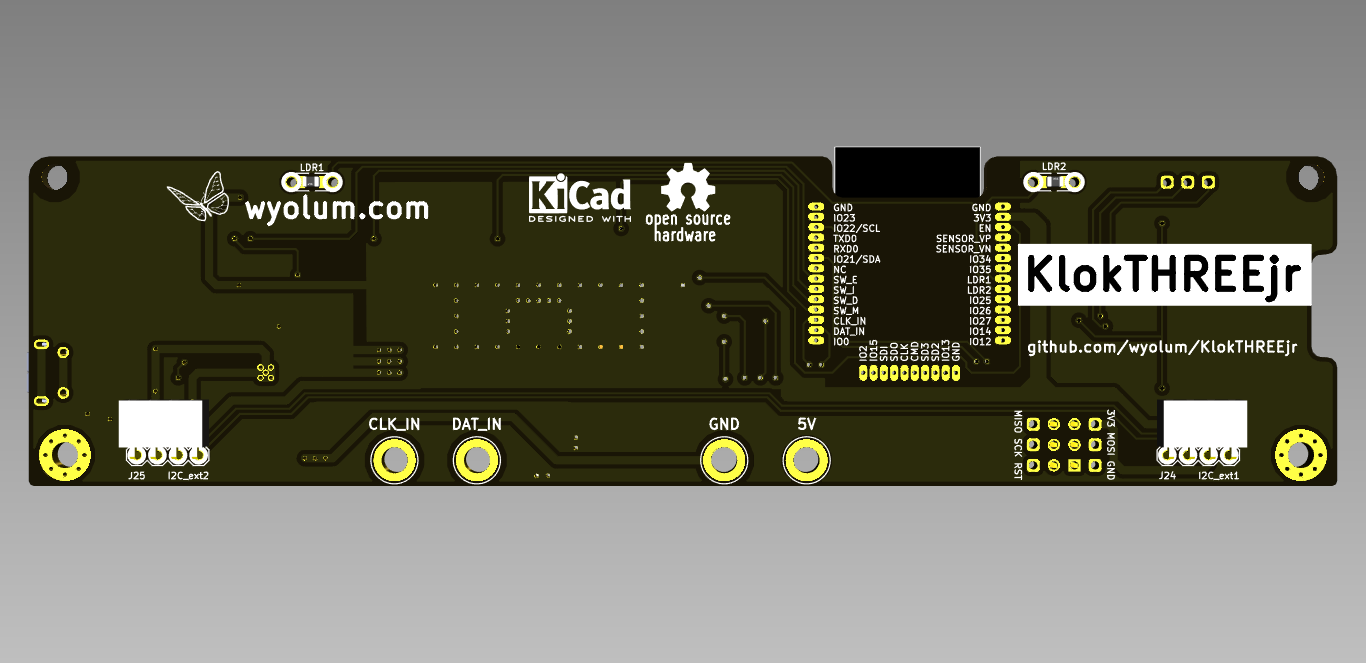 LDR1
wyolum.com
KiCad
DESIGNED WITH
open source
hardware
LDR2
GND
IO23
IO22/SCL
TXD0
RXD0
IO21/SDA
NC
SW_E
SW_I
SW_D
SW_M
CLK_IN
DAT_IN
IO0
GND
3V3
EN
SENSOR_VP
SENSOR_VN
IO34
IO35
LDR1
LDR2
IO25
IO26
IO27
IO14
IO12
IO2
IO15
SDI
SDO
CLK
CMD
SD3
SD2
IO13
GND
KlokTHREEjr
github.com/wyolum/KlokTHREEjr
CLK_IN
DAT_IN
GND
5V
MISO SCK RST
3V3 MOSI GND
J25
I2C_ext2
J24
I2C_ext1